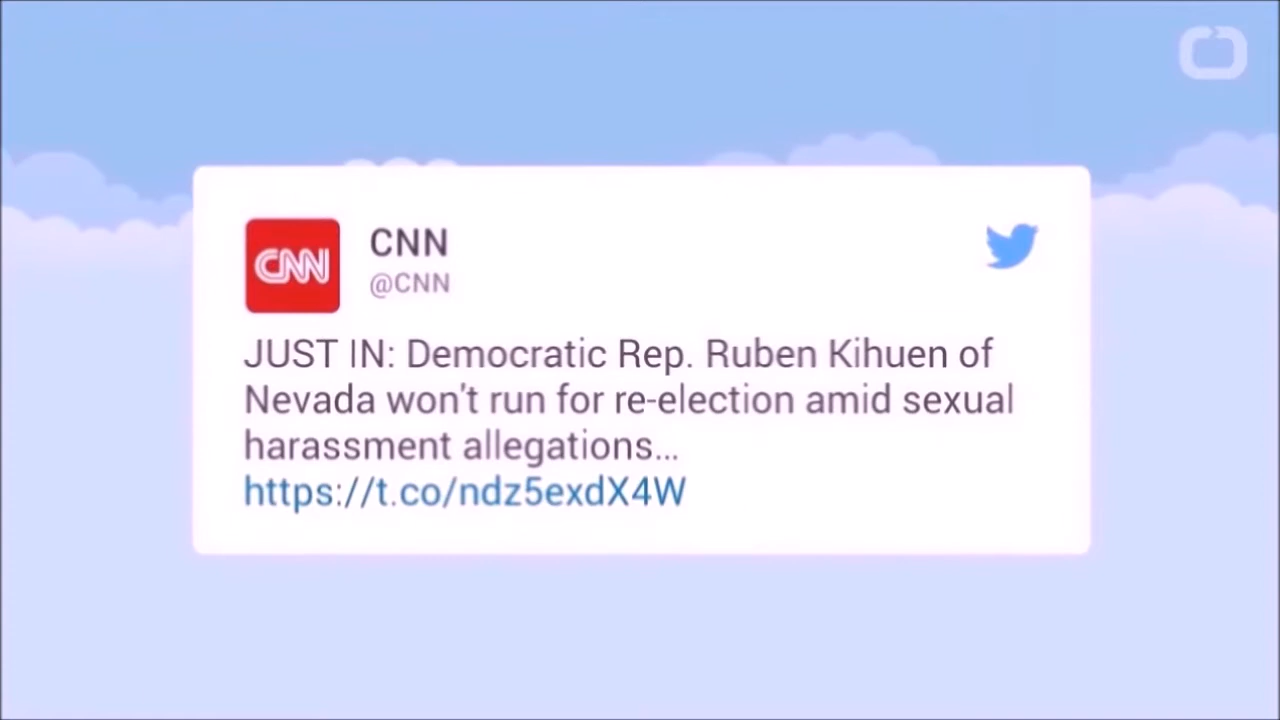 CNN
CNN
@CNN
JUST IN: Democratic Rep. Ruben Kihuen of
Nevada won't run for re-election amid sexual
harassment allegations...
https://t.co/ndz5exdX4W